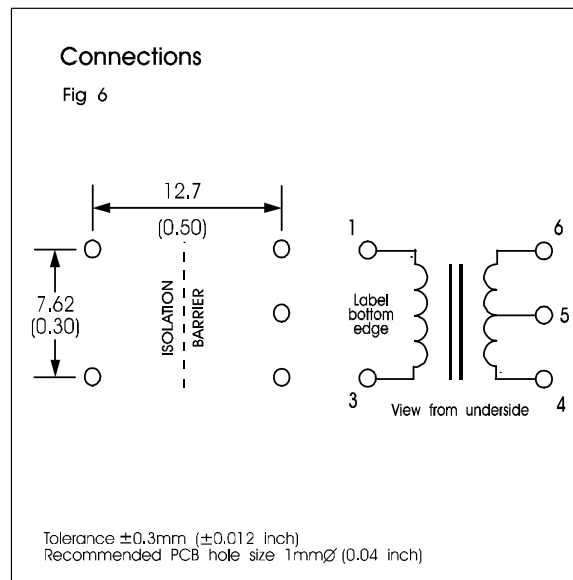 Connections
Fig 6
12.7
(0.50)
7.62
(0.30)
ISOLATION
BARRIER
1
6
Label
bottom
edge
5
3
4
View from underside
Tolerance ±0.3mm (±0.012 inch)
Recommended PCB hole size 1mmØ (0.04 inch)